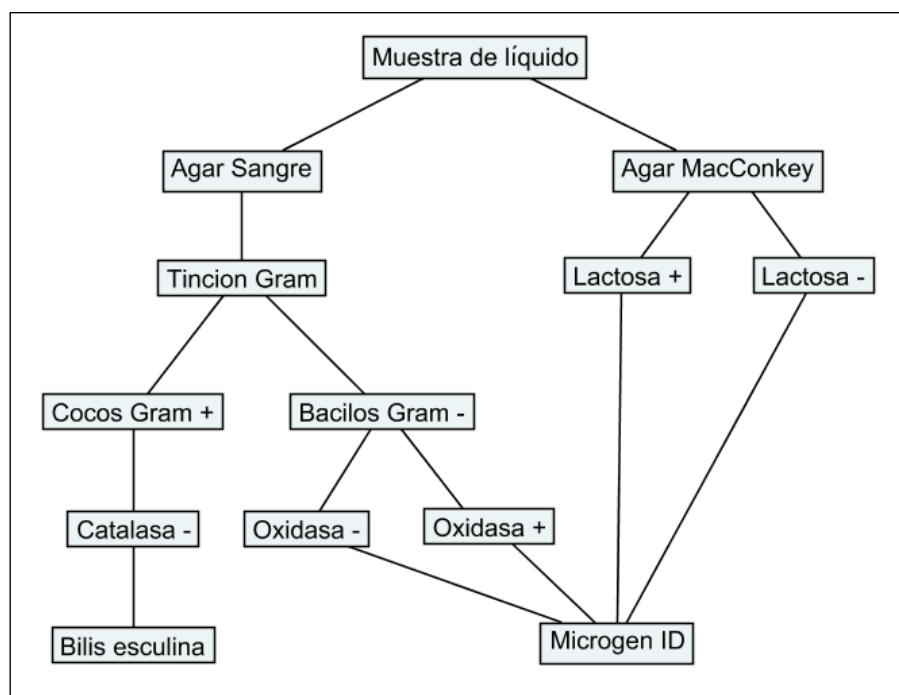 Muestra de líquido
Agar Sangre
Agar MacConkey
Tincion Gram
Lactosa +
Lactosa -
Cocos Gram +
Bacilos Gram -
Catalasa -
Oxidasa -
Oxidasa +
Bilis esculina
Microgen ID